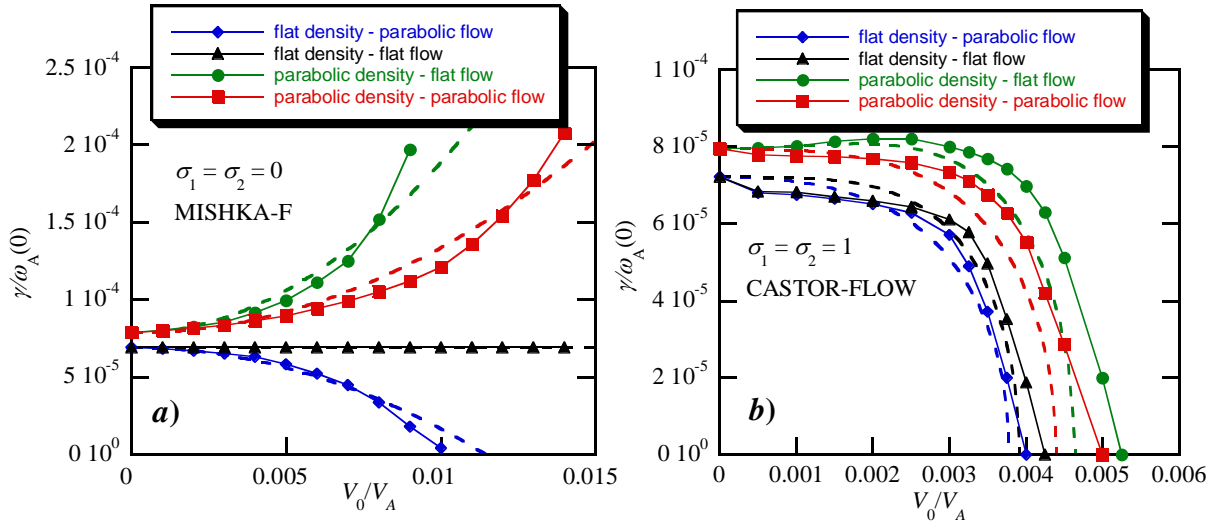 flat density - parabolic flow
flat density - flat flow
parabolic density - flat flow
parabolic density - parabolic flow
2.5 10⁻⁴
2 10⁻⁴
1.5 10⁻⁴
1 10⁻⁴
5 10⁻⁵
0 10⁰
γ/ω_A(0)
σ₁ = σ₂ = 0
MISHKA-F
a)
0 0.005 0.01 0.015
V₀/V_A
flat density - parabolic flow
flat density - flat flow
parabolic density - flat flow
parabolic density - parabolic flow
1 10⁻⁴
8 10⁻⁵
6 10⁻⁵
4 10⁻⁵
2 10⁻⁵
0 10⁰
γ/ω_A(0)
σ₁ = σ₂ = 1
CASTOR-FLOW
b)
0 0.001 0.002 0.003 0.004 0.005 0.006
V₀/V_A